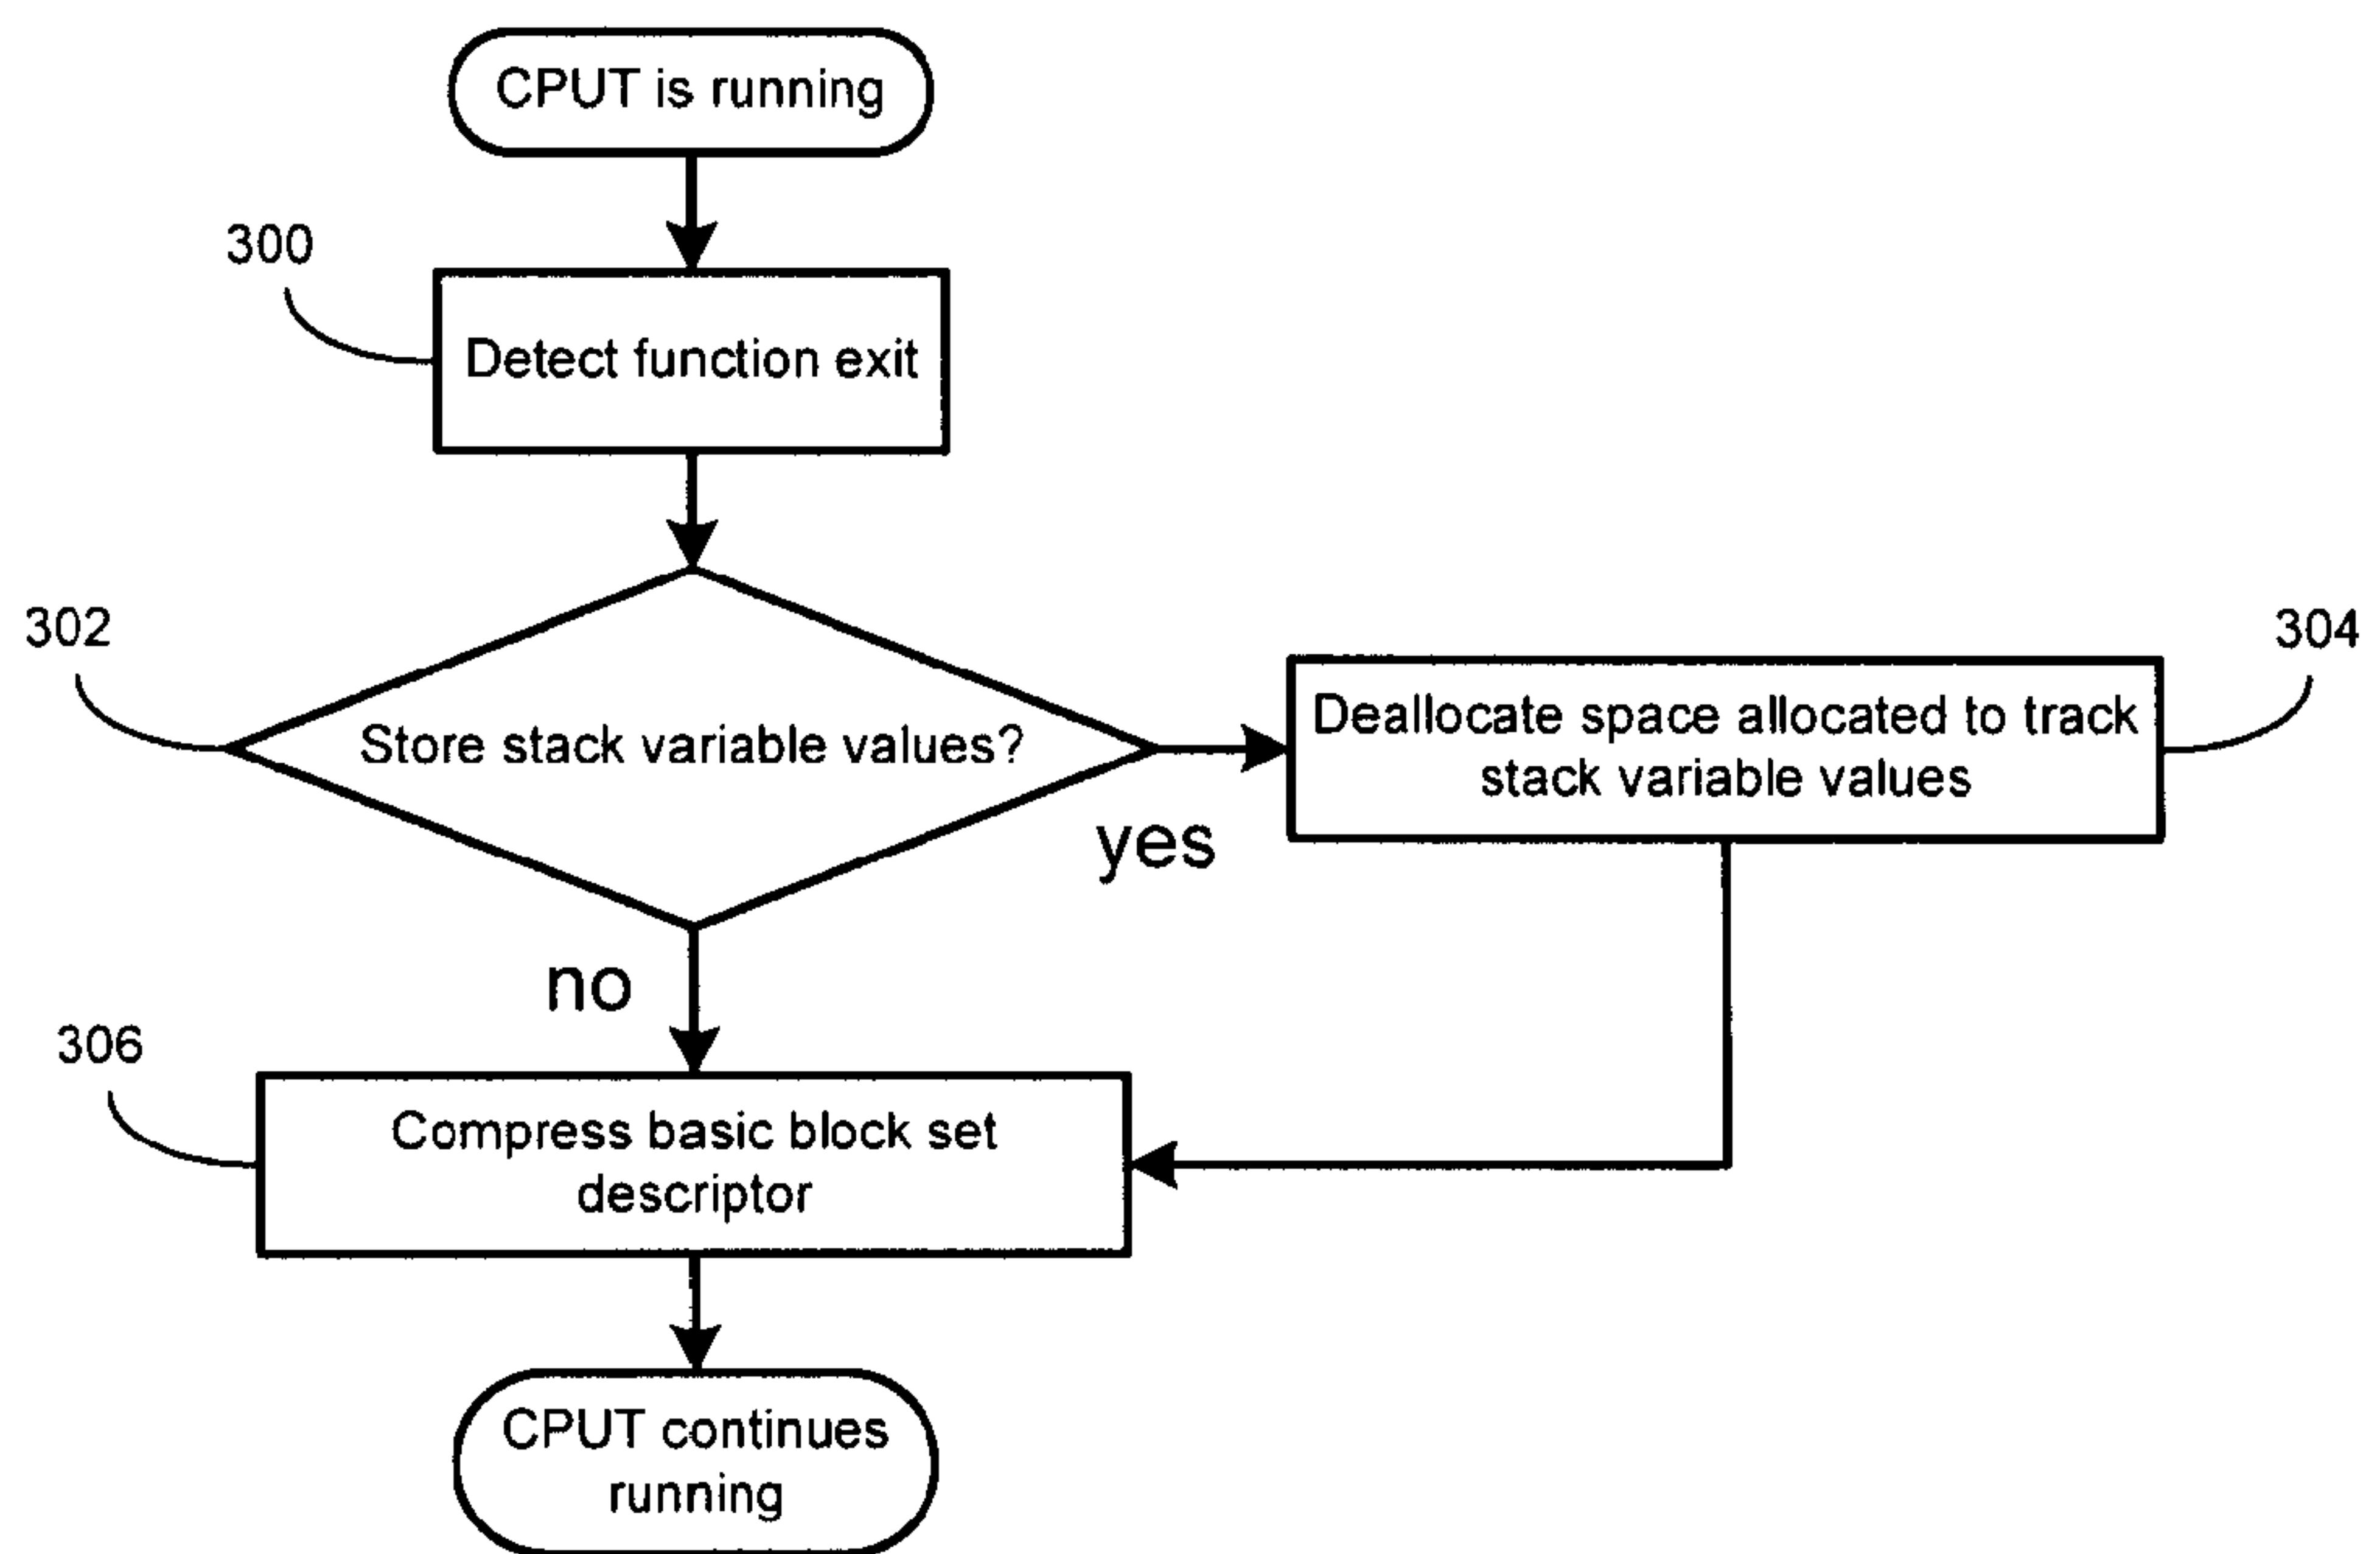 CPUT is running
300
Detect function exit
302
Store stack variable values?
304
Deallocate space allocated to track
stack variable values
yes
no
306
Compress basic block set
descriptor
CPUT continues
running